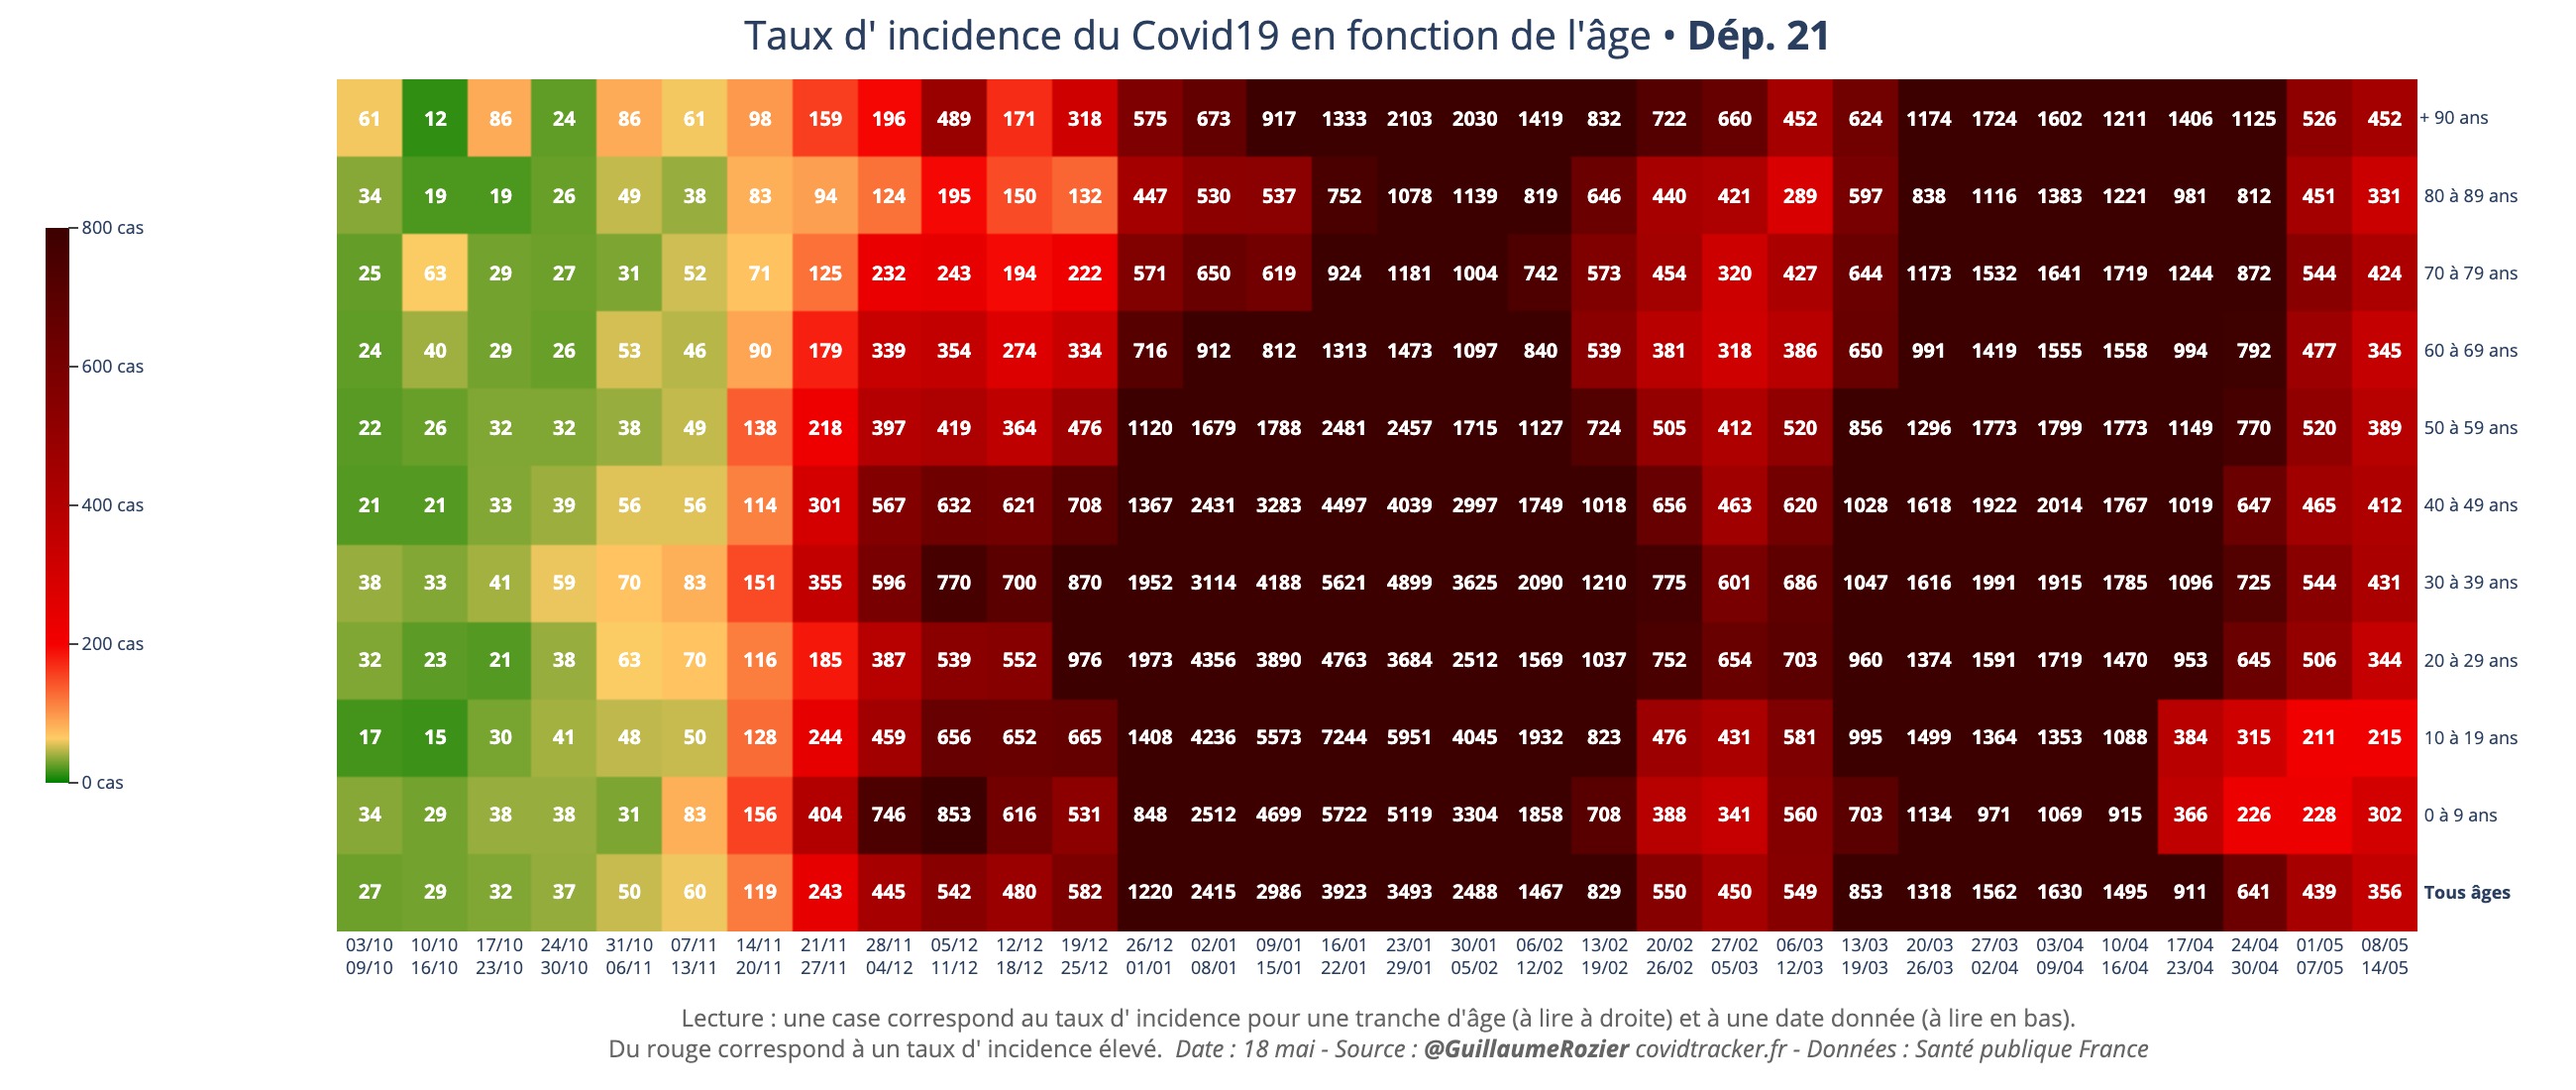 Taux d' incidence du Covid19 en fonction de l'âge • Dép. 21
800 cas
600 cas
400 cas
200 cas
0 cas
61 12 86 24 86 61 98 159 196 489 171 318 575 673 917 1333 2103 2030 1419 832 722 660 452 624 1174 1724 1602 1211 1406 1125 526 452 + 90 ans
34 19 19 26 49 38 83 94 124 195 150 132 447 530 537 752 1078 1139 819 646 440 421 289 597 838 1116 1383 1221 981 812 451 331 80 à 89 ans
25 63 29 27 31 52 71 125 232 243 194 222 571 650 619 924 1181 1004 742 573 454 320 427 644 1173 1532 1641 1719 1244 872 544 424 70 à 79 ans
24 40 29 26 53 46 90 179 339 354 274 334 716 912 812 1313 1473 1097 840 539 381 318 386 650 991 1419 1555 1558 994 792 477 345 60 à 69 ans
22 26 32 32 38 49 138 218 397 419 364 476 1120 1679 1788 2481 2457 1715 1127 724 505 412 520 856 1296 1773 1799 1773 1149 770 520 389 50 à 59 ans
21 21 33 39 56 56 114 301 567 632 621 708 1367 2431 3283 4497 4039 2997 1749 1018 656 463 620 1028 1618 1922 2014 1767 1019 647 465 412 40 à 49 ans
38 33 41 59 70 83 151 355 596 770 700 870 1952 3114 4188 5621 4899 3625 2090 1210 775 601 686 1047 1616 1991 1915 1785 1096 725 544 431 30 à 39 ans
32 23 21 38 63 70 116 185 387 539 552 976 1973 4356 3890 4763 3684 2512 1569 1037 752 654 703 960 1374 1591 1719 1470 953 645 506 344 20 à 29 ans
17 15 30 41 48 50 128 244 459 656 652 665 1408 4236 5573 7244 5951 4045 1932 823 476 431 581 995 1499 1364 1353 1088 384 315 211 215 10 à 19 ans
34 29 38 38 31 83 156 404 746 853 616 531 848 2512 4699 5722 5119 3304 1858 708 388 341 560 703 1134 971 1069 915 366 226 228 302 0 à 9 ans
27 29 32 37 50 60 119 243 445 542 480 582 1220 2415 2986 3923 3493 2488 1467 829 550 450 549 853 1318 1562 1630 1495 911 641 439 356 Tous âges
03/10 10/10 17/10 24/10 31/10 07/11 14/11 21/11 28/11 05/12 12/12 19/12 26/12 02/01 09/01 16/01 23/01 30/01 06/02 13/02 20/02 27/02 06/03 13/03 20/03 27/03 03/04 10/04 17/04 24/04 01/05 08/05
09/10 16/10 23/10 30/10 06/11 13/11 20/11 27/11 04/12 11/12 18/12 25/12 01/01 08/01 15/01 22/01 29/01 05/02 12/02 19/02 26/02 05/03 12/03 19/03 26/03 02/04 09/04 16/04 23/04 30/04 07/05 14/05
Lecture : une case correspond au taux d' incidence pour une tranche d'âge (à lire à droite) et à une date donnée (à lire en bas).
Du rouge correspond à un taux d' incidence élevé. Date : 18 mai - Source : @GuillaumeRozier covidtracker.fr - Données : Santé publique France